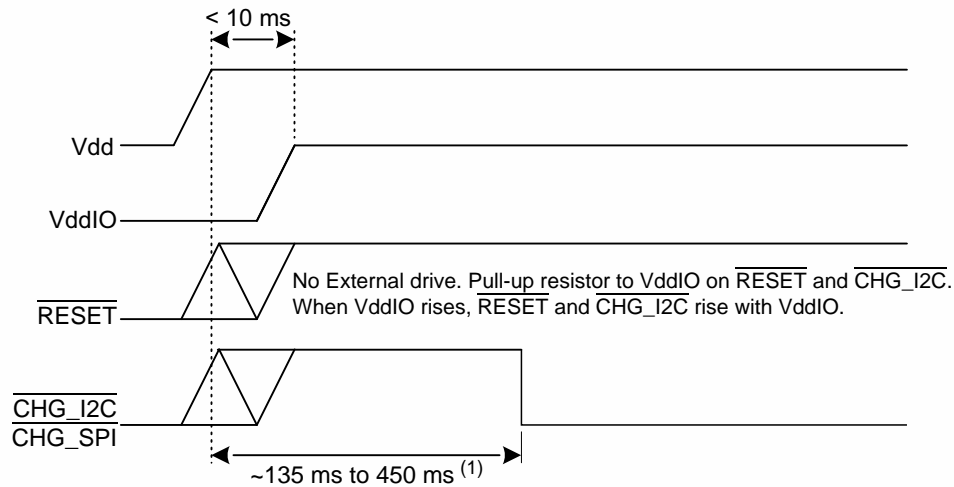 < 10 ms
Vdd
VddIO
No External drive. Pull-up resistor to VddIO on RESET and CHG_I2C.
When VddIO rises, RESET and CHG_I2C rise with VddIO.
RESET
CHG_I2C
CHG_SPI
~135 ms to 450 ms (1)